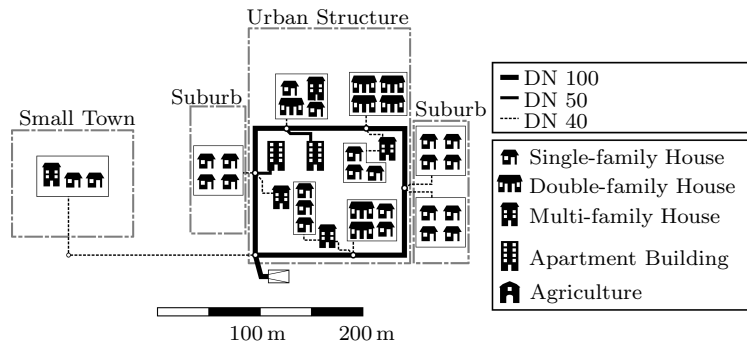 Urban Structure
Suburb
Small Town
Suburb
DN 100
DN 50
DN 40
Single-family House
Double-family House
Multi-family House
Apartment Building
Agriculture
100 m
200 m